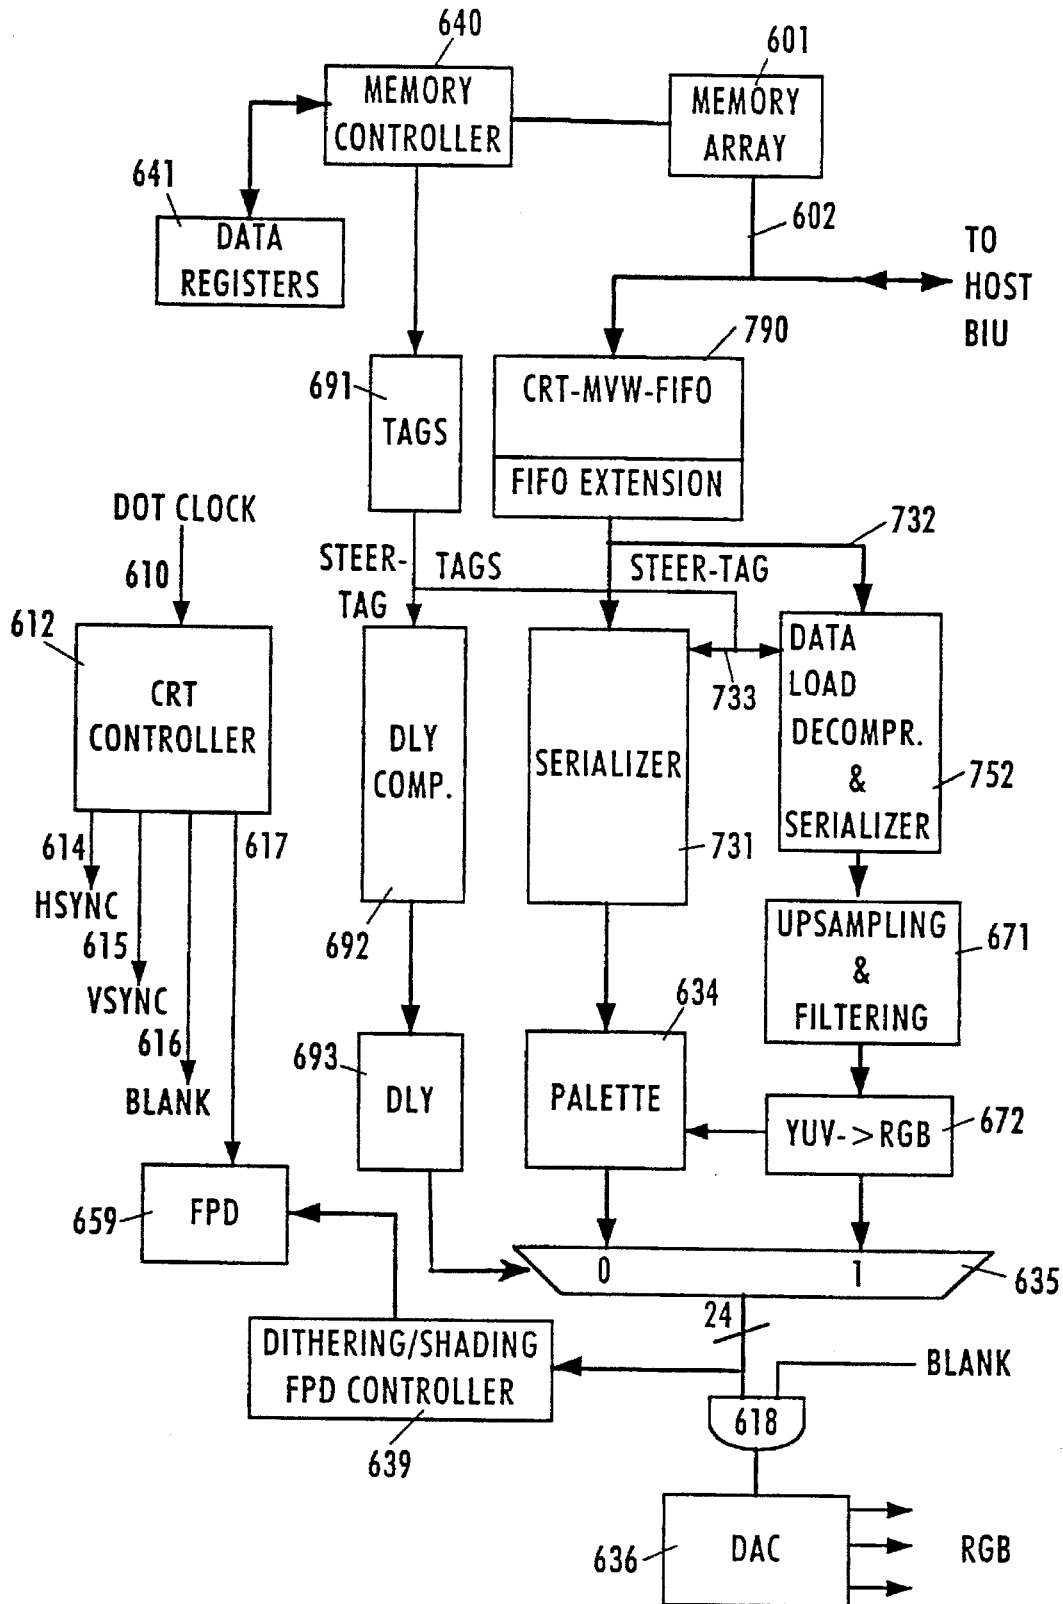 640
601
MEMORY
CONTROLLER
MEMORY
ARRAY
641
DATA
REGISTERS
602
TO
HOST
BIU
790
691
TAGS
CRT-MVW-FIFO
FIFO EXTENSION
DOT CLOCK
610
732
STEER-
TAG
TAGS
STEER-TAG
612
CRT
CONTROLLER
DLY
COMP.
SERIALIZER
733
DATA
LOAD
DECOMPR.
&
SERIALIZER
752
614
617
731
HSYNC
615
VSYNC
616
BLANK
692
UPSAMPLING
&
FILTERING
671
693
DLY
634
PALETTE
YUV->RGB
672
659
FPD
0
1
635
24
DITHERING/SHADING
FPD CONTROLLER
639
BLANK
618
636
DAC
RGB